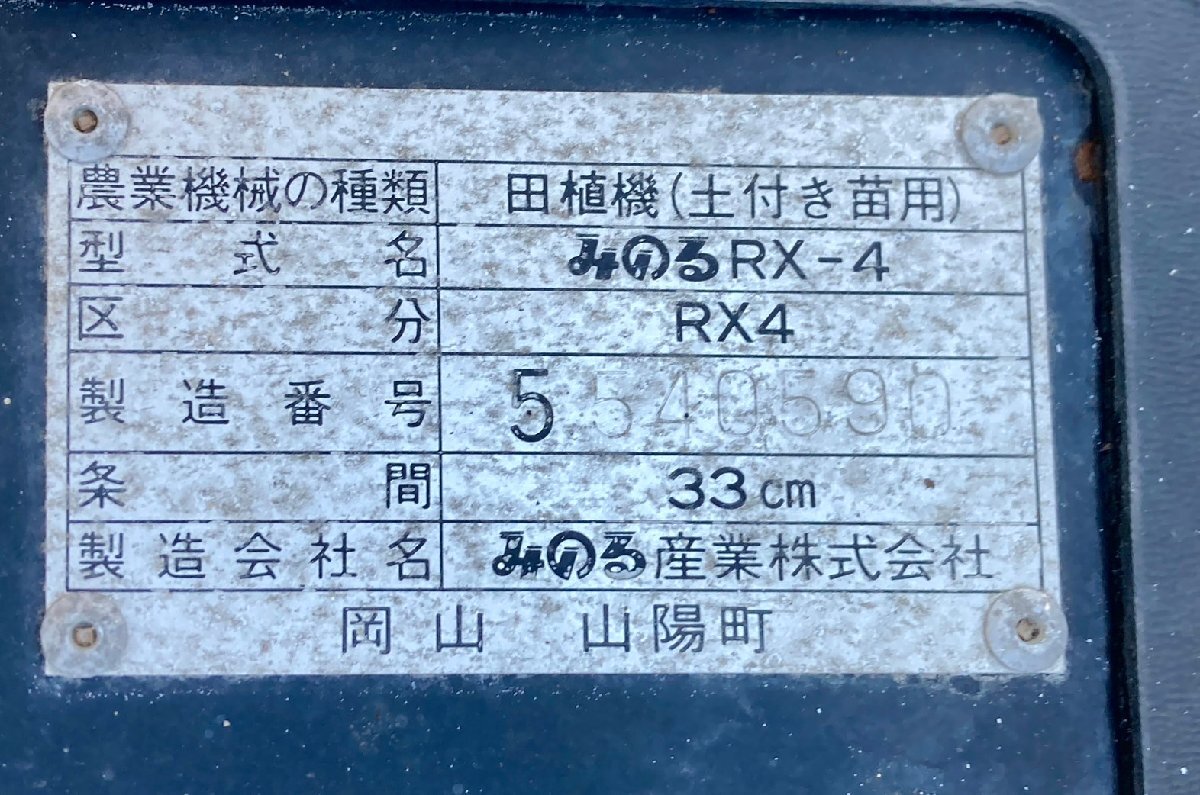 農業機械の種類 田植機(土付き苗用)
型式名 みのるRX-4
区分 RX4
製造番号 5 540590
条間 33cm
製造会社名 みのる産業株式会社
岡山 山陽町